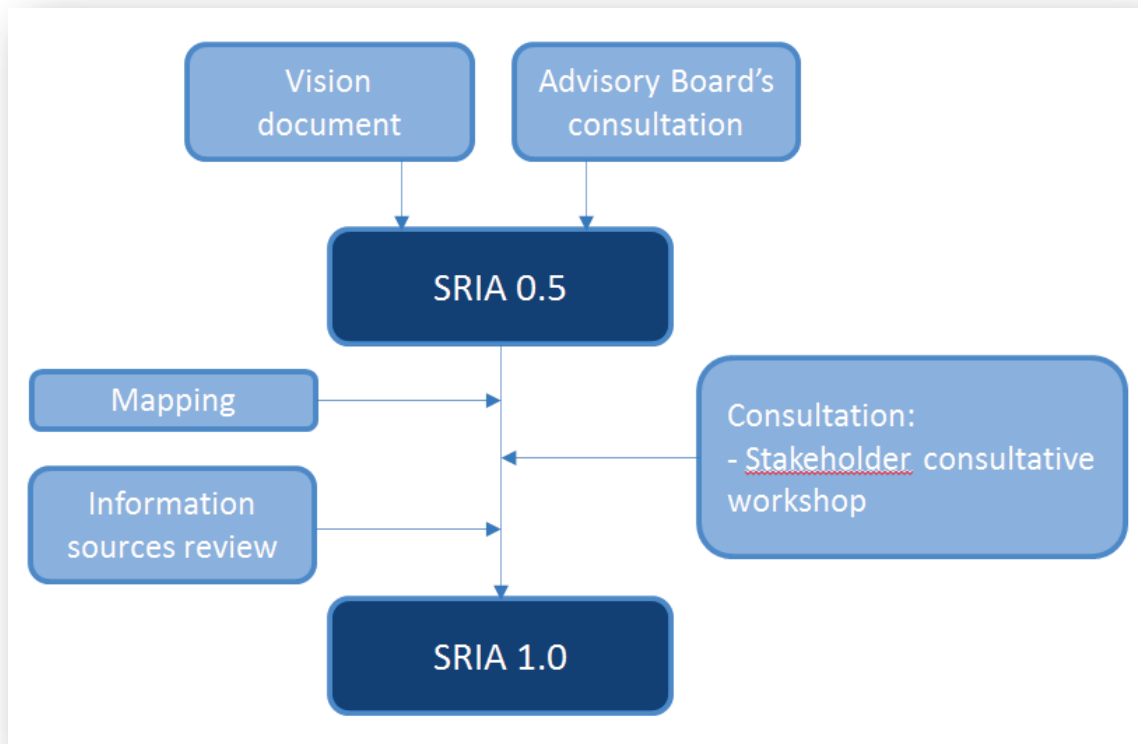 Vision
document
Advisory Board’s
consultation
SRIA 0.5
Mapping
Consultation:
- Stakeholder consultative
workshop
Information
sources review
SRIA 1.0